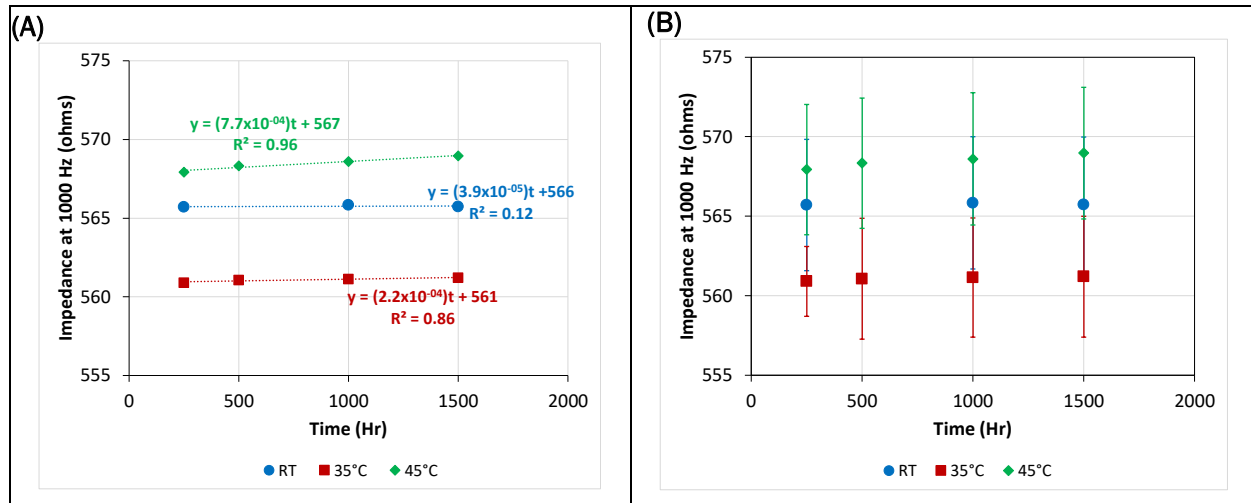 (A)
575
570
565
560
555
Impedance at 1000 Hz (ohms)
y = (7.7x10⁻⁰⁴)t + 567
R² = 0.96
y = (3.9x10⁻⁰⁵)t +566
R² = 0.12
y = (2.2x10⁻⁰⁴)t + 561
R² = 0.86
0 500 1000 1500 2000
Time (Hr)
RT 35°C 45°C
(B)
575
570
565
560
555
Impedance at 1000 Hz (ohms)
0 500 1000 1500 2000
Time (Hr)
RT 35°C 45°C